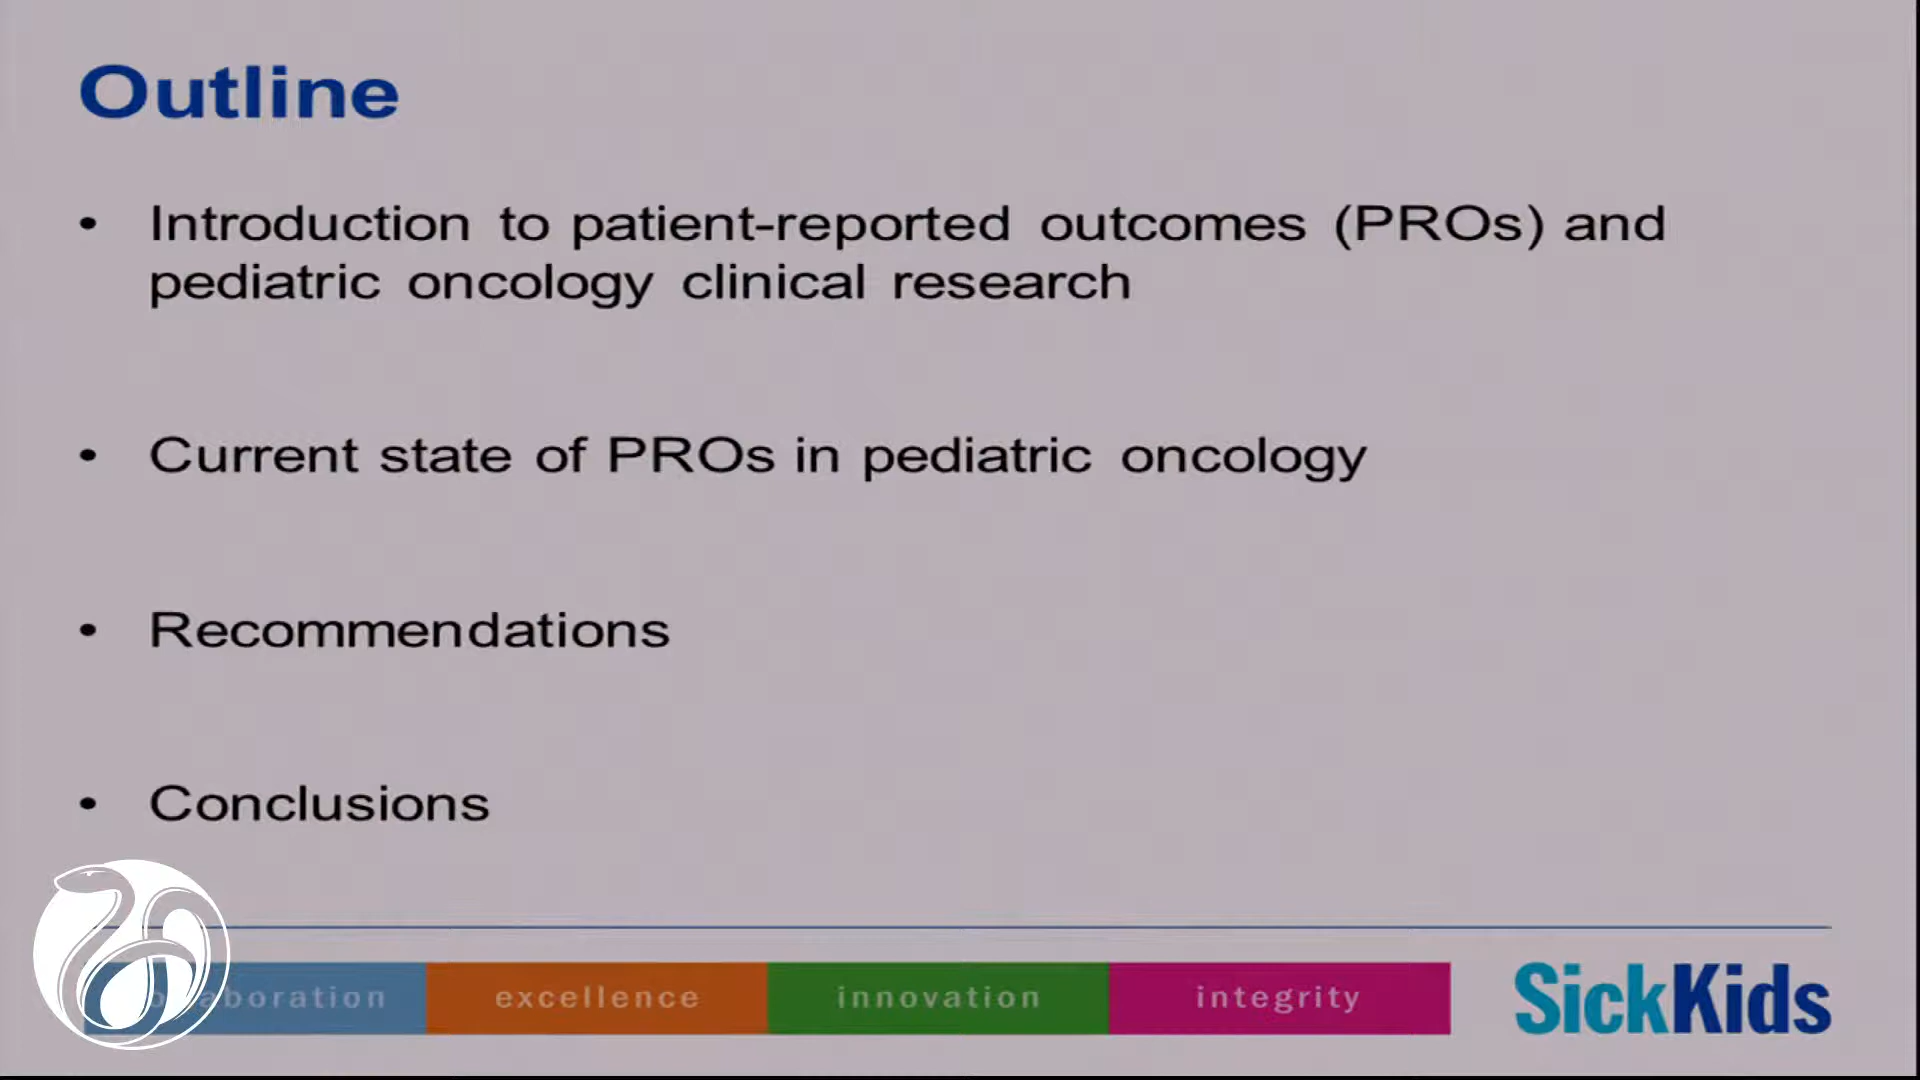 Outline
• Introduction to patient-reported outcomes (PROs) and
pediatric oncology clinical research
• Current state of PROs in pediatric oncology
• Recommendations
• Conclusions
excellence
innovation
integrity
SickKids